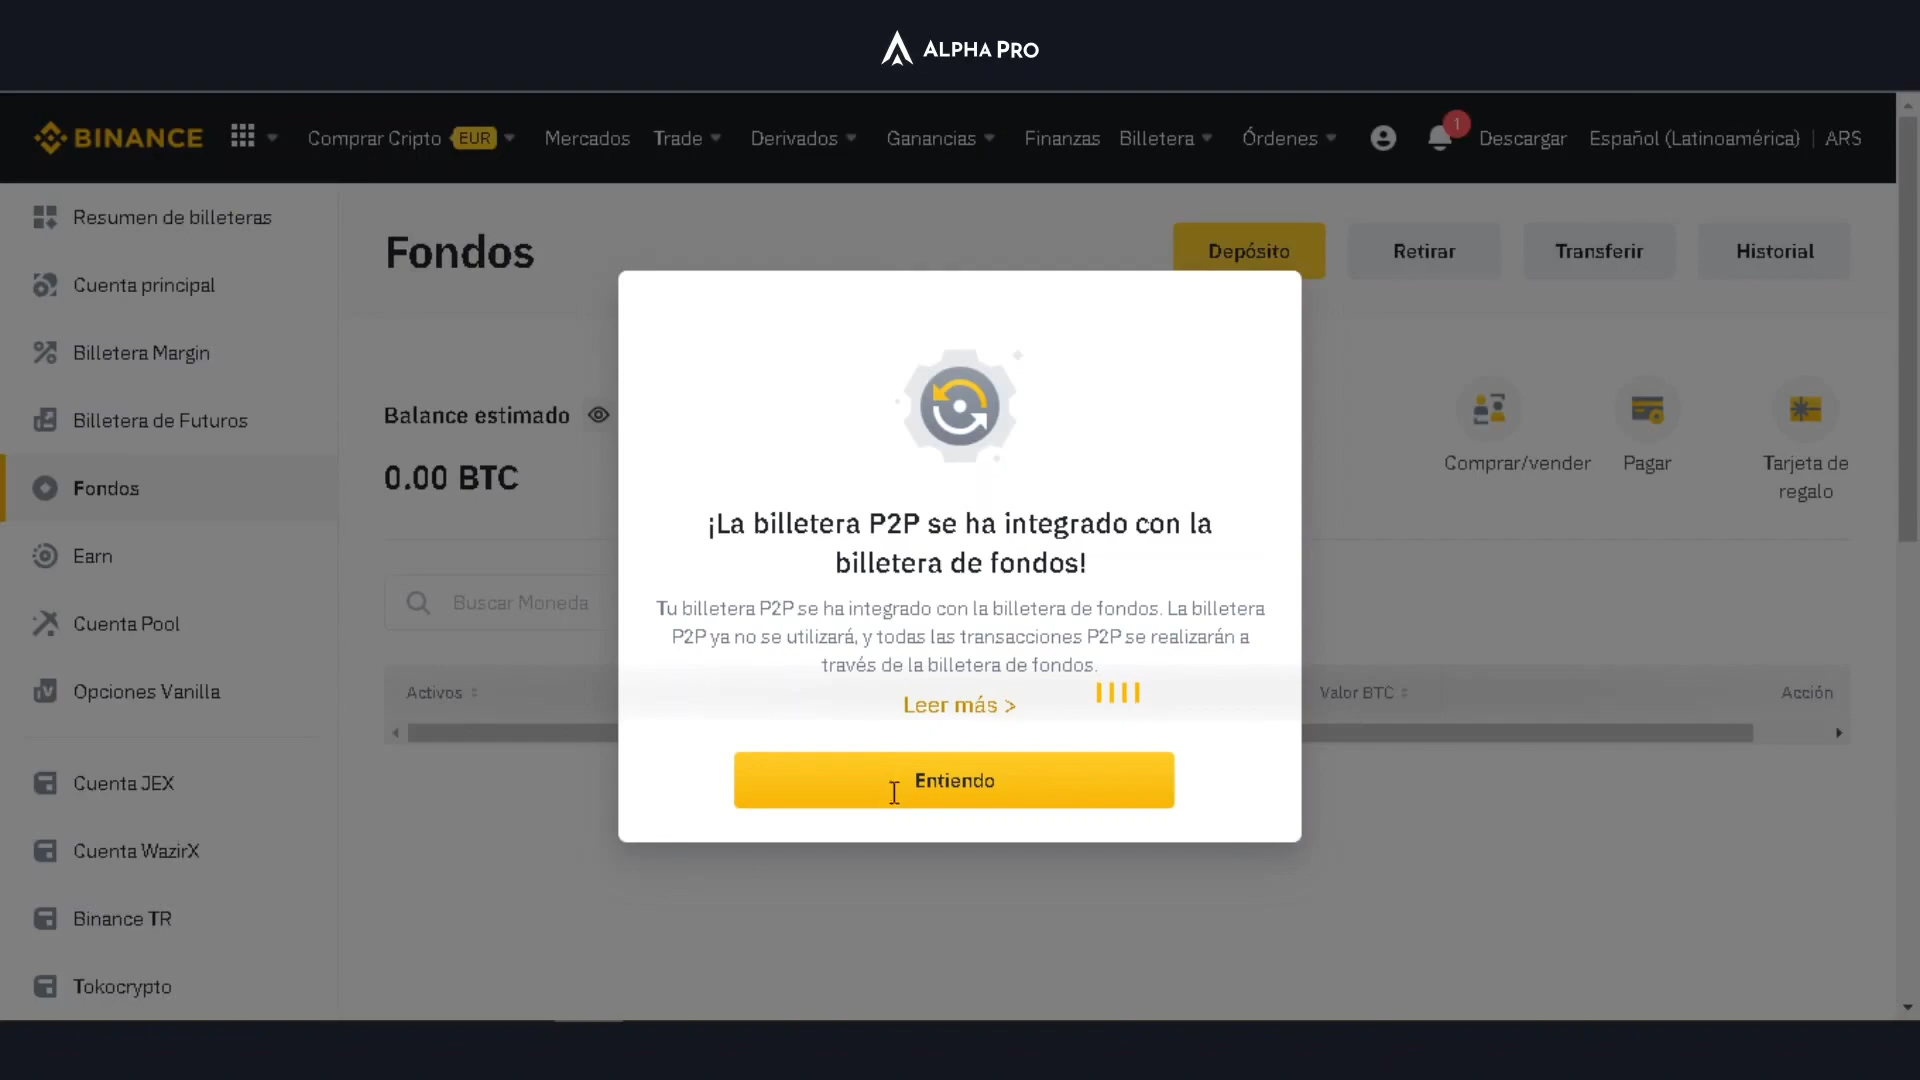 ALPHA PRO
BINANCE
Comprar Cripto EUR
Mercados
Trade
Derivados
Ganancias
Finanzas
Billetera
Órdenes
1
Descargar
Español (Latinoamérica) | ARS
Resumen de billeteras
Cuenta principal
Billetera Margin
Billetera de Futuros
Fondos
Earn
Cuenta Pool
Opciones Vanilla
Cuenta JEX
Cuenta WazirX
Binance TR
Tokocrypto
Fondos
Depósito
Retirar
Transferir
Historial
Balance estimado
0.00 BTC
Comprar/vender
Pagar
Tarjeta de
regalo
Buscar Moneda
Activos
Valor BTC
Acción
¡La billetera P2P se ha integrado con la
billetera de fondos!
Tu billetera P2P se ha integrado con la billetera de fondos. La billetera
P2P ya no se utilizará, y todas las transacciones P2P se realizarán a
través de la billetera de fondos.
Leer más >
Entiendo